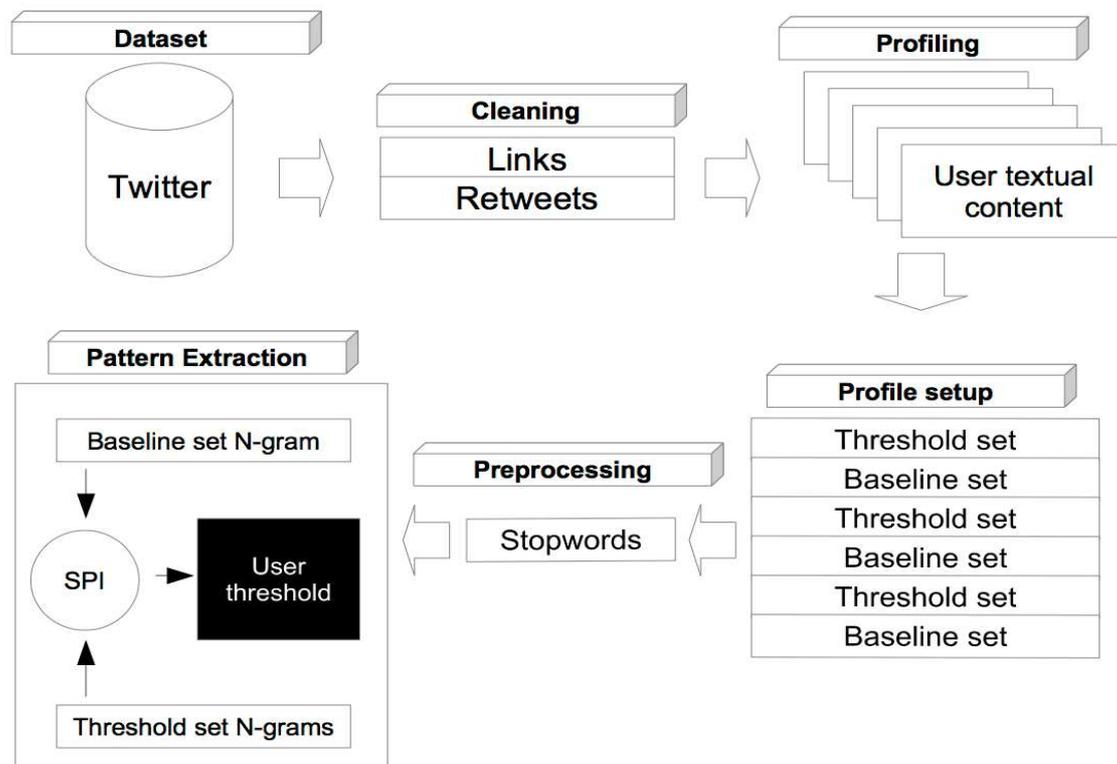 Dataset
Twitter
Cleaning
Links
Retweets
Profiling
User textual
content
Profile setup
Threshold set
Baseline set
Threshold set
Baseline set
Threshold set
Baseline set
Preprocessing
Stopwords
Pattern Extraction
Baseline set N-gram
SPI
User
threshold
Threshold set N-grams